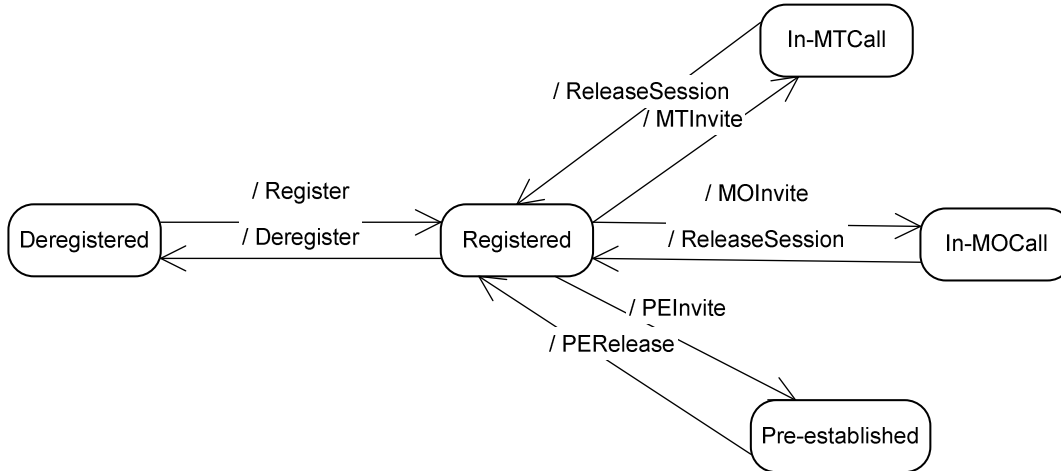 In-MTCall
/ ReleaseSession
/ MTInvite
/ Register
/ MOInvite
Deregistered
/ Deregister
Registered
/ ReleaseSession
In-MOCall
/ PEInvite
/ PERelease
Pre-established